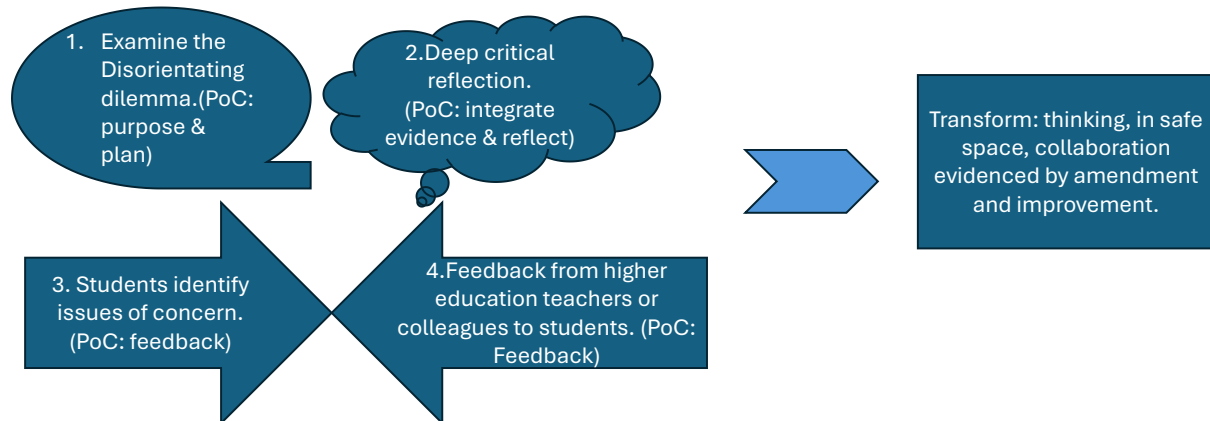 1. Examine the
Disorientating
dilemma.(PoC:
purpose &
plan)
2.Deep critical
reflection.
(PoC: integrate
evidence & reflect)
Transform: thinking, in safe
space, collaboration
evidenced by amendment
and improvement.
3. Students identify
issues of concern.
(PoC: feedback)
4.Feedback from higher
education teachers or
colleagues to students. (PoC:
Feedback)